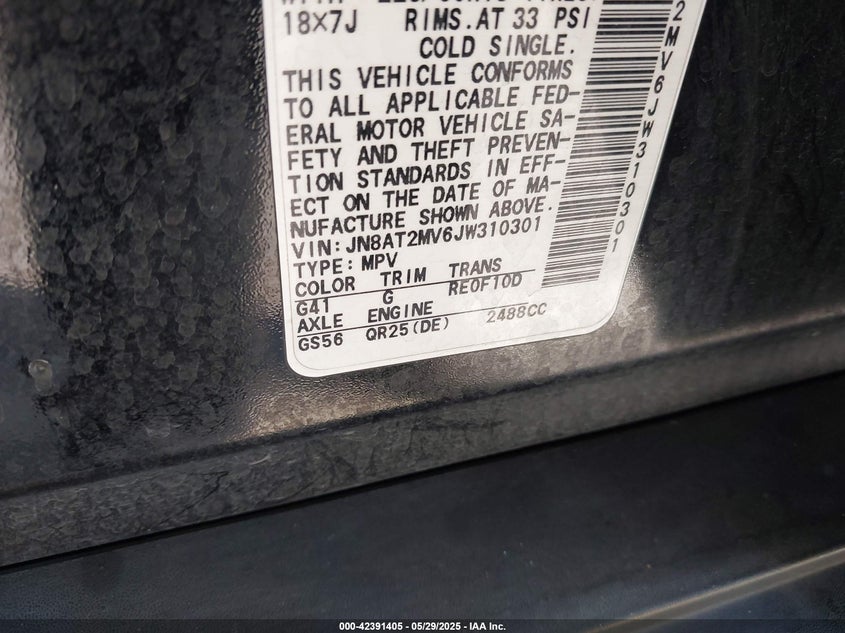 18X7J RIMS.AT 33 PSI
COLD SINGLE.
THIS VEHICLE CONFORMS
TO ALL APPLICABLE FED-
ERAL MOTOR VEHICLE SA-
FETY AND THEFT PREVEN-
TION STANDARDS IN EFF-
ECT ON THE DATE OF MA-
NUFACTURE SHOWN ABOVE.
VIN:JN8AT2MV6JW310301
TYPE:MPV
COLOR TRIM TRANS
G41 G RE0F10D
AXLE ENGINE
GS56 QR25(DE) 2488CC
2MV6JW310301
000-42391405 - 05/29/2025 - IAA Inc.